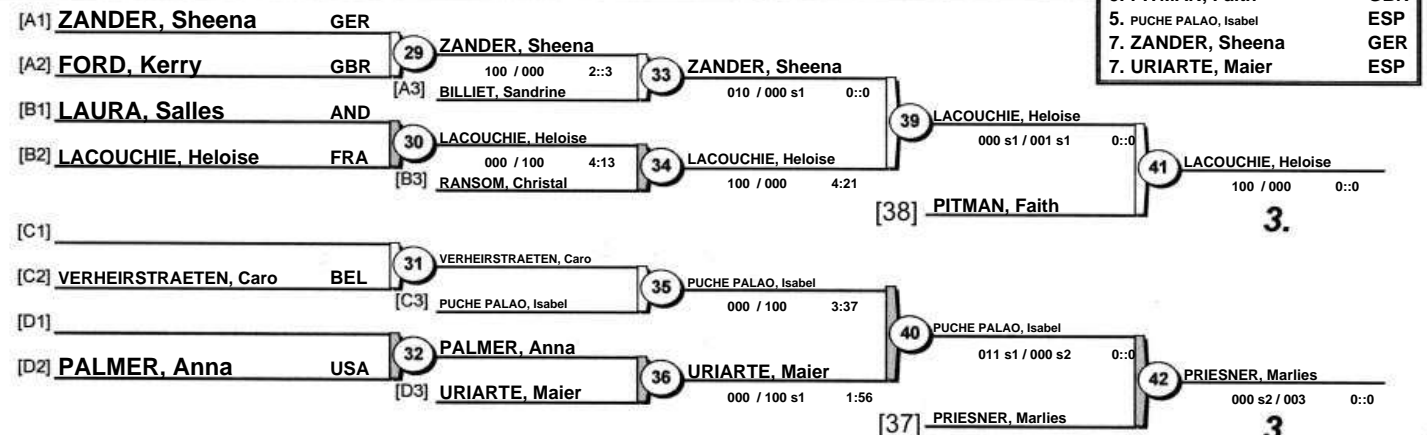 [A1] ZANDER, Sheena GER
[A2] FORD, Kerry GBR
29
ZANDER, Sheena
100 / 000 2::3
[A3] BILLIET, Sandrine
33
ZANDER, Sheena
010 / 000 s1 0::0
[B1] LAURA, Salles AND
[B2] LACOUCHIE, Heloise FRA
30
LACOUCHIE, Heloise
000 / 100 4:13
[B3] RANSOM, Christal
34
LACOUCHIE, Heloise
100 / 000 4:21
39
LACOUCHIE, Heloise
000 s1 / 001 s1 0::0
[38] PITMAN, Faith
41
LACOUCHIE, Heloise
100 / 000 0::0
3.
[C1]
[C2] VERHEIRSTRAETEN, Caro BEL
31
VERHEIRSTRAETEN, Caro
[C3] PUCHE PALAO, Isabel
35
PUCHE PALAO, Isabel
000 / 100 3:37
[D1]
[D2] PALMER, Anna USA
32
PALMER, Anna
[D3] URIARTE, Maier
36
URIARTE, Maier
000 / 100 s1 1:56
40
PUCHE PALAO, Isabel
011 s1 / 000 s2 0::0
[37] PRIESNER, Marlies
42
PRIESNER, Marlies
000 s2 / 003 0::0
3
5. PUCHE PALAO, Isabel ESP
7. ZANDER, Sheena GER
7. URIARTE, Maier ESP